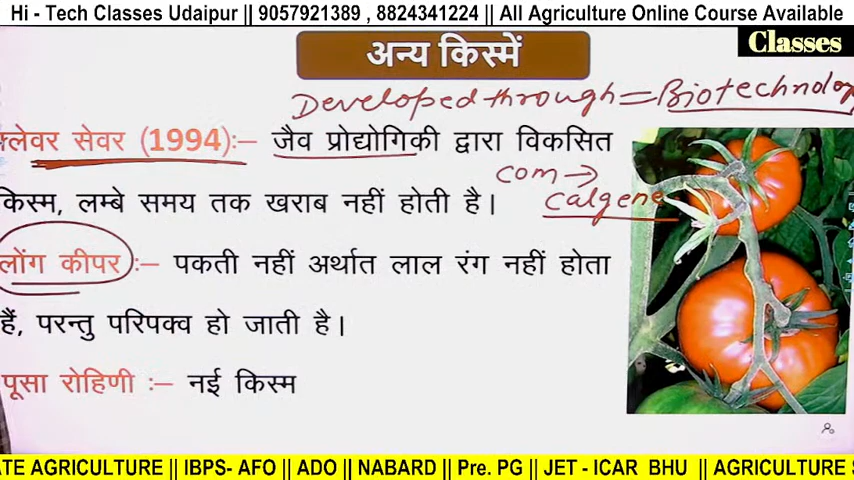 Hi - Tech Classes Udaipur || 9057921389 , 8824341224 || All Agriculture Online Course Available
Classes
अन्य किस्में
Developed through = Biotechnolog
फ्लेवर सेवर (1994):- जैव प्रोद्योगिकी द्वारा विकसित
com → calgene
किस्म, लम्बे समय तक खराब नहीं होती है।
लोंग कीपर :- पकती नहीं अर्थात लाल रंग नहीं होता
हैं, परन्तु परिपक्व हो जाती है।
पूसा रोहिणी :- नई किस्म
ATE AGRICULTURE || IBPS- AFO || ADO || NABARD || Pre. PG || JET - ICAR BHU || AGRICULTURE S